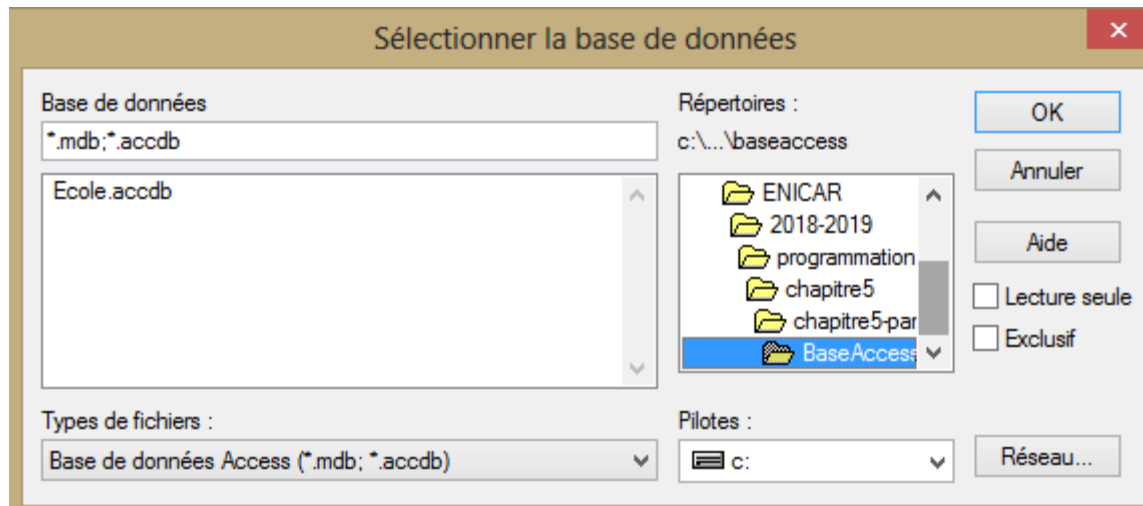 Sélectionner la base de données
Base de données
*.mdb;*.accdb
Ecole.accdb
Types de fichiers :
Base de données Access (*.mdb; *.accdb)
Répertoires :
c:\...\baseaccess
ENICAR
2018-2019
programmation
chapitre5
chapitre5-par
BaseAccess
Pilotes :
c:
OK
Annuler
Aide
Lecture seule
Exclusif
Réseau...